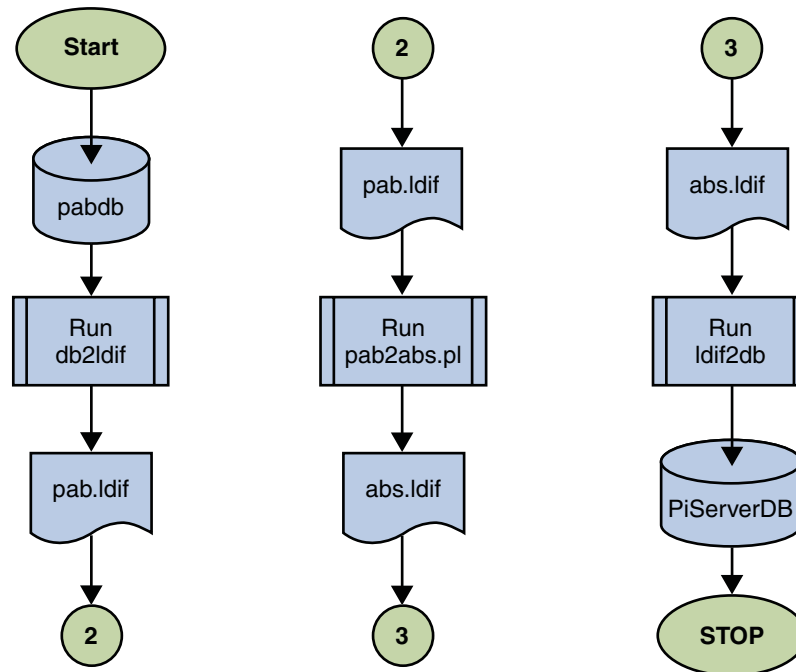 Start
pabdb
Run
db2ldif
pab.ldif
2
2
pab.ldif
Run
pab2abs.pl
abs.ldif
3
3
abs.ldif
Run
ldif2db
PiServerDB
STOP